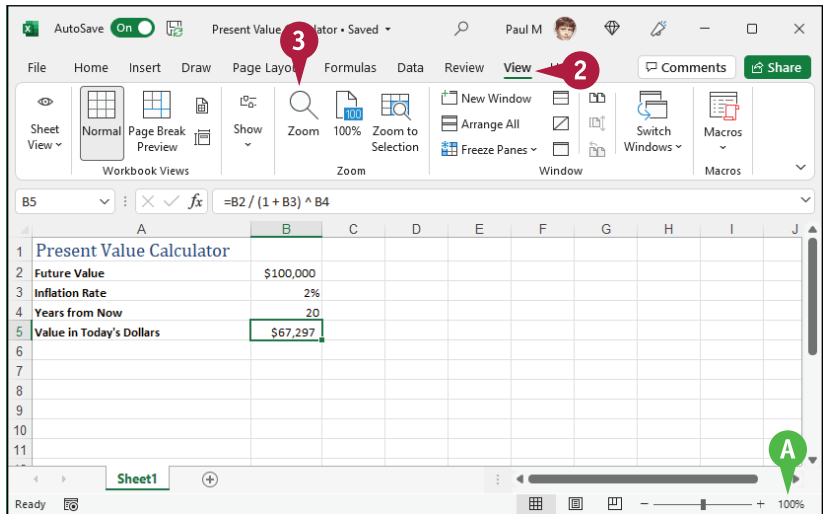 AutoSave On Present Value Calculator • Saved Paul M
3
File Home Insert Draw Page Layout Formulas Data Review View 2 Comments Share
Sheet View
Normal
Page Break Preview
Show
Zoom
100%
100
Zoom to Selection
New Window
Arrange All
Freeze Panes
Switch Windows
Macros
Workbook Views Zoom Window Macros
B5 fx =B2 / (1 + B3) ^ B4
A B C D E F G H I J
1 Present Value Calculator
2 Future Value $100,000
3 Inflation Rate 2%
4 Years from Now 20
5 Value in Today's Dollars $67,297
6
7
8
9
10
11
A
Sheet1
Ready 100%